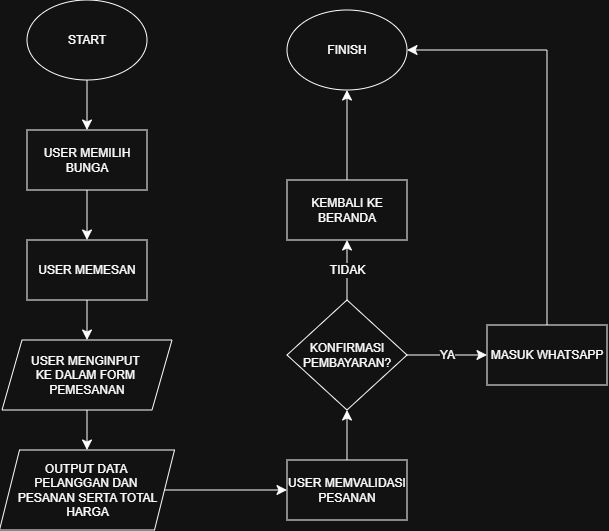 START
USER MEMILIH
BUNGA
USER MEMESAN
USER MENGINPUT
KE DALAM FORM
PEMESANAN
OUTPUT DATA
PELANGGAN DAN
PESANAN SERTA TOTAL
HARGA
USER MEMVALIDASI
PESANAN
KONFIRMASI
PEMBAYARAN?
TIDAK
KEMBALI KE
BERANDA
YA
MASUK WHATSAPP
FINISH